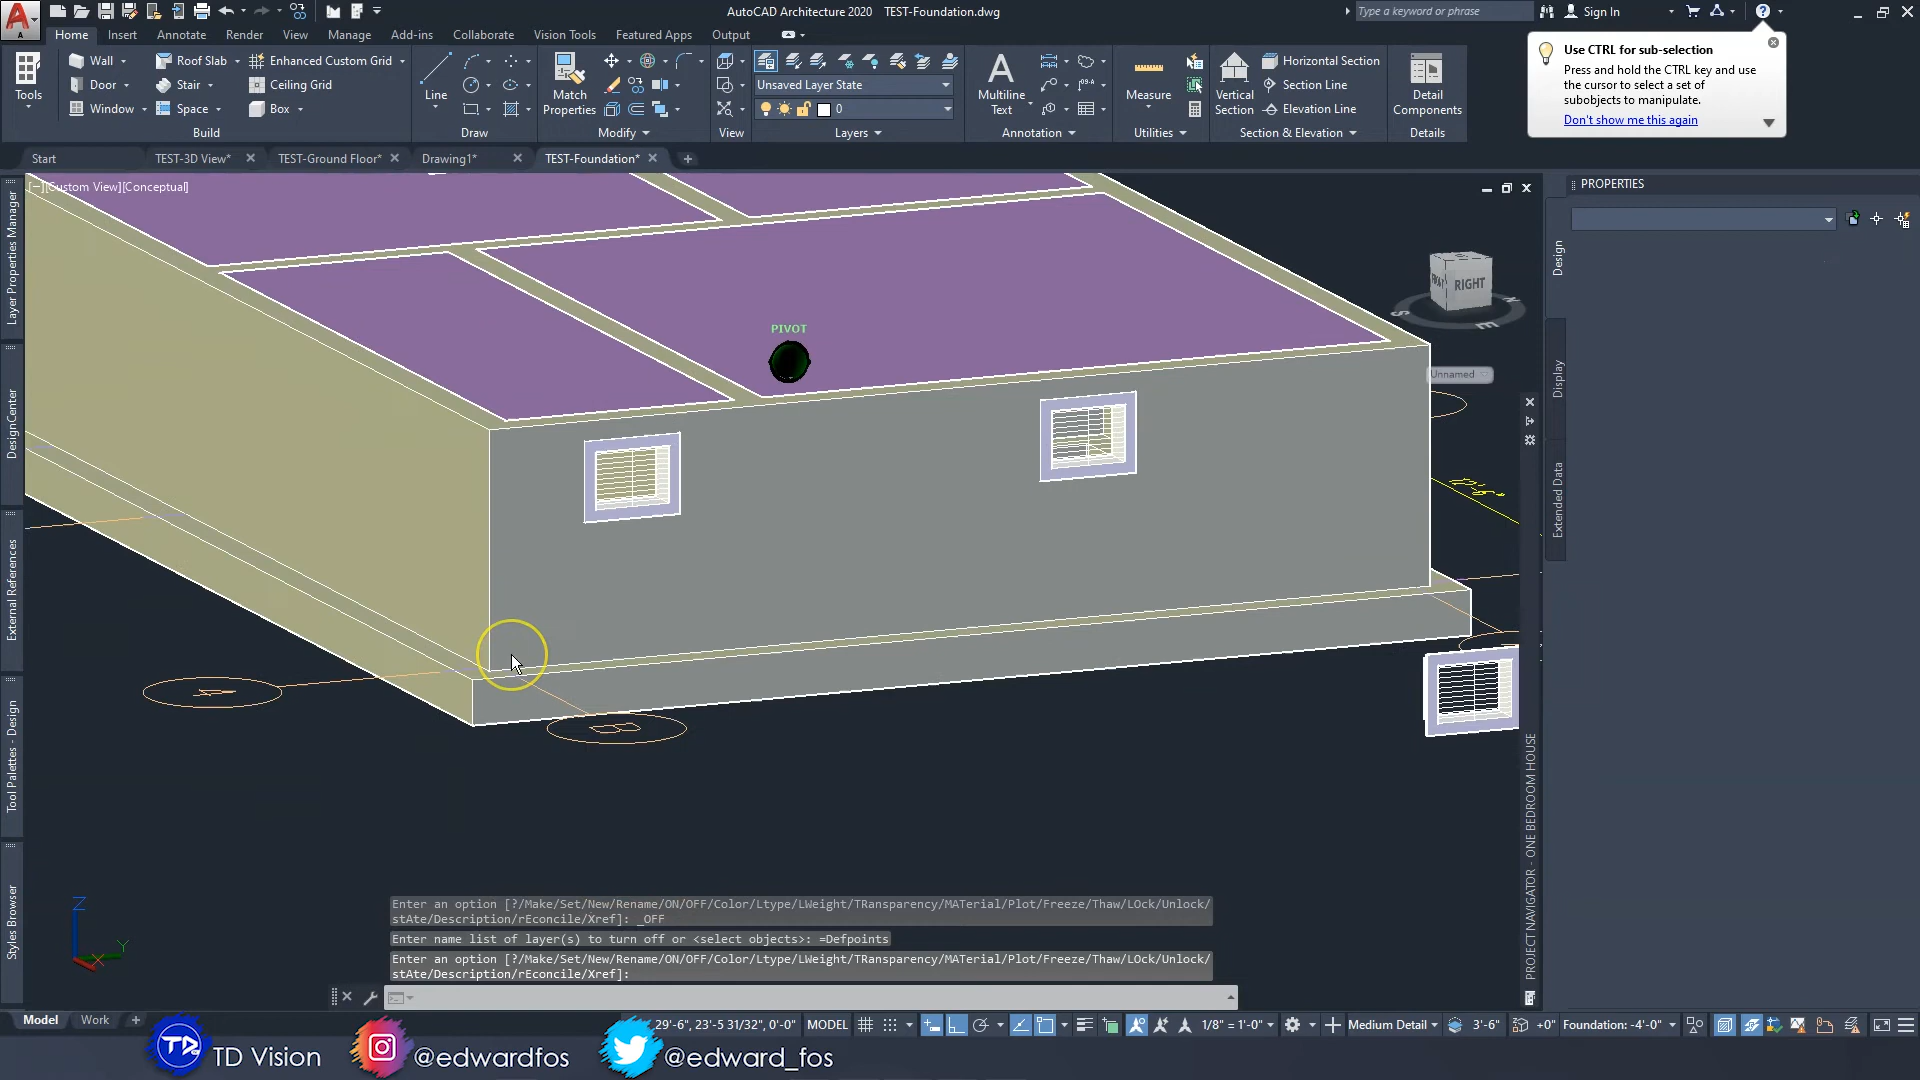 AutoCAD Architecture 2020 TEST-Foundation.dwg
Type a keyword or phrase
Sign In
Home Insert Annotate Render View Manage Add-ins Collaborate Vision Tools Featured Apps Output
Wall Roof Slab Enhanced Custom Grid
Door Stair Ceiling Grid
Window Space Box
Tools
Build
Line
Draw
Match
Properties
Modify
View
Unsaved Layer State
0
Layers
Multiline
Text
Annotation
Measure
Utilities
Vertical
Section
Horizontal Section
Section Line
Elevation Line
Section & Elevation
Detail
Components
Details
Use CTRL for sub-selection
Press and hold the CTRL key and use
the cursor to select a set of
subobjects to manipulate.
Don't show me this again
Start TEST-3D View* TEST-Ground Floor* Drawing1* TEST-Foundation*
[−][Custom View][Conceptual]
PROPERTIES
Layer Properties Manager
DesignCenter
External References
Tool Palettes - Design
Styles Browser
PIVOT
RIGHT
S
E
N
Unnamed
Design
Display
Extended Data
PROJECT NAVIGATOR - ONE BEDROOM HOUSE
A
B
Z
Y
X
Enter an option [?/Make/Set/New/Rename/ON/OFF/Color/Ltype/LWeight/TRansparency/MATerial/Plot/Freeze/Thaw/LOck/Unlock/
stAte/Description/rEconcile/Xref]: _OFF
Enter name list of layer(s) to turn off or <select objects>: =Defpoints
Enter an option [?/Make/Set/New/Rename/ON/OFF/Color/Ltype/LWeight/TRansparency/MATerial/Plot/Freeze/Thaw/LOck/Unlock/
stAte/Description/rEconcile/Xref]:
Model Work
29'-6", 23'-5 31/32", 0'-0" MODEL 1/8" = 1'-0" Medium Detail 3'-6" +0" Foundation: -4'-0"
TD Vision @edwardfos @edward_fos